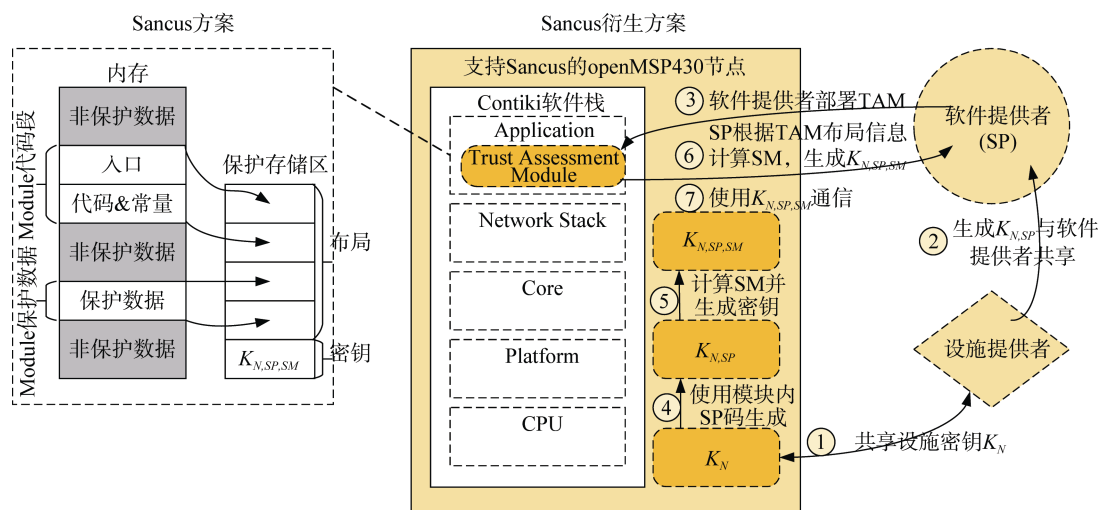 Sancus方案
内存
非保护数据
入口
代码&常量
非保护数据
保护数据
非保护数据
Module代码段
Module保护数据
保护存储区
布局
K_{N,SP,SM}
密钥
Sancus衍生方案
支持Sancus的openMSP430节点
Contiki软件栈
Application
Trust Assessment
Module
Network Stack
Core
Platform
CPU
③ 软件提供者部署TAM
SP根据TAM布局信息
⑥ 计算SM，生成K_{N,SP,SM}
⑦ 使用K_{N,SP,SM}通信
K_{N,SP,SM}
⑤ 计算SM并
生成密钥
K_{N,SP}
④ 使用模块内
SP码生成
K_N
软件提供者
(SP)
② 生成K_{N,SP}与软件
提供者共享
设施提供者
① 共享设施密钥K_N